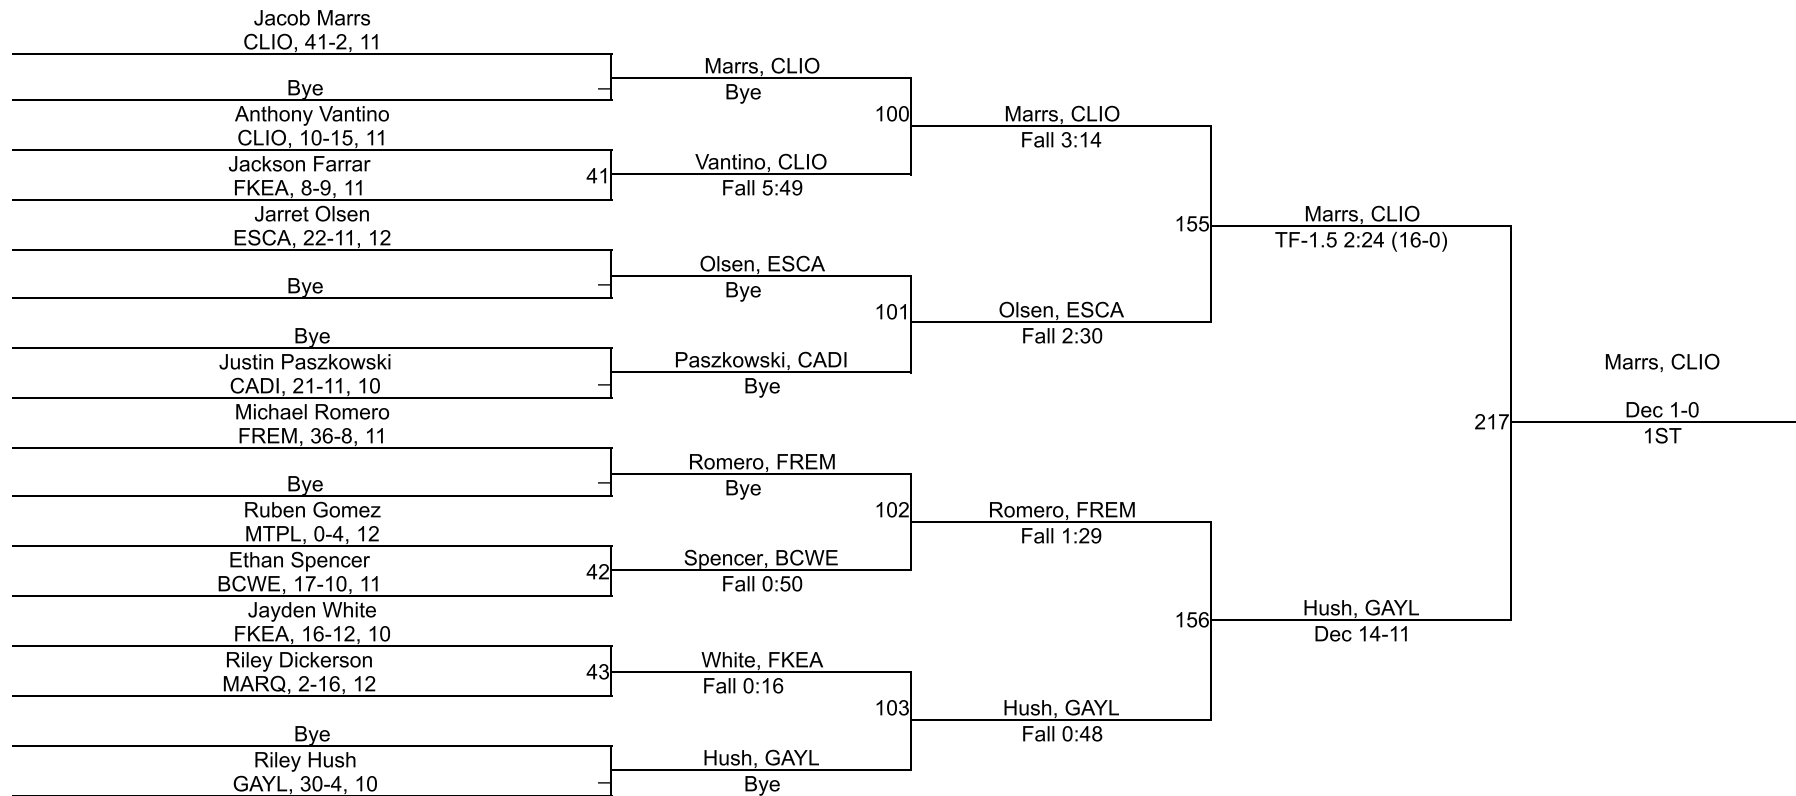 Jacob Marrs
CLIO, 41-2, 11
Bye
Anthony Vantino
CLIO, 10-15, 11
Jackson Farrar
FKEA, 8-9, 11
41
Jarret Olsen
ESCA, 22-11, 12
Bye
Bye
Justin Paszkowski
CADI, 21-11, 10
Michael Romero
FREM, 36-8, 11
Bye
Ruben Gomez
MTPL, 0-4, 12
Ethan Spencer
BCWE, 17-10, 11
42
Jayden White
FKEA, 16-12, 10
Riley Dickerson
MARQ, 2-16, 12
43
Bye
Riley Hush
GAYL, 30-4, 10
Marrs, CLIO
Bye
100
Vantino, CLIO
Fall 5:49
Olsen, ESCA
Bye
101
Paszkowski, CADI
Bye
Romero, FREM
Bye
102
Spencer, BCWE
Fall 0:50
White, FKEA
Fall 0:16
103
Hush, GAYL
Bye
Marrs, CLIO
Fall 3:14
155
Olsen, ESCA
Fall 2:30
Romero, FREM
Fall 1:29
156
Hush, GAYL
Fall 0:48
Marrs, CLIO
TF-1.5 2:24 (16-0)
217
Hush, GAYL
Dec 14-11
Marrs, CLIO
Dec 1-0
1ST